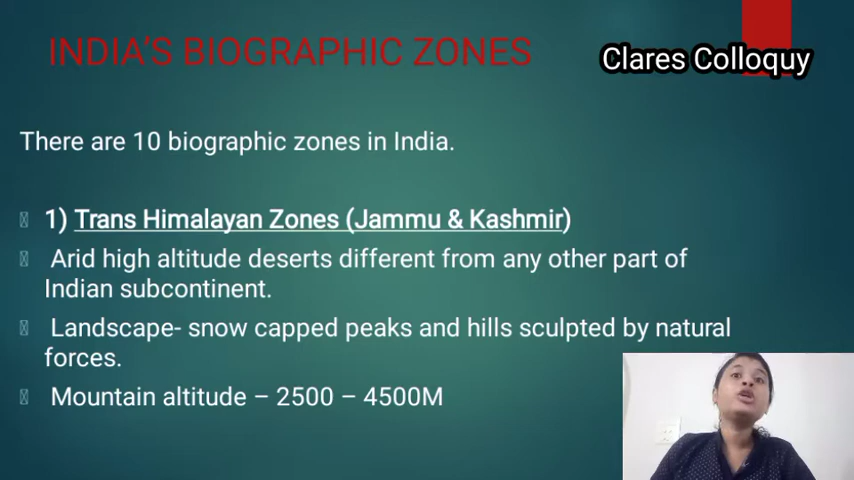 INDIA'S BIOGRAPHIC ZONES
Clares Colloquy
There are 10 biographic zones in India.
1) Trans Himalayan Zones (Jammu & Kashmir)
Arid high altitude deserts different from any other part of
Indian subcontinent.
Landscape- snow capped peaks and hills sculpted by natural
forces.
Mountain altitude – 2500 – 4500M